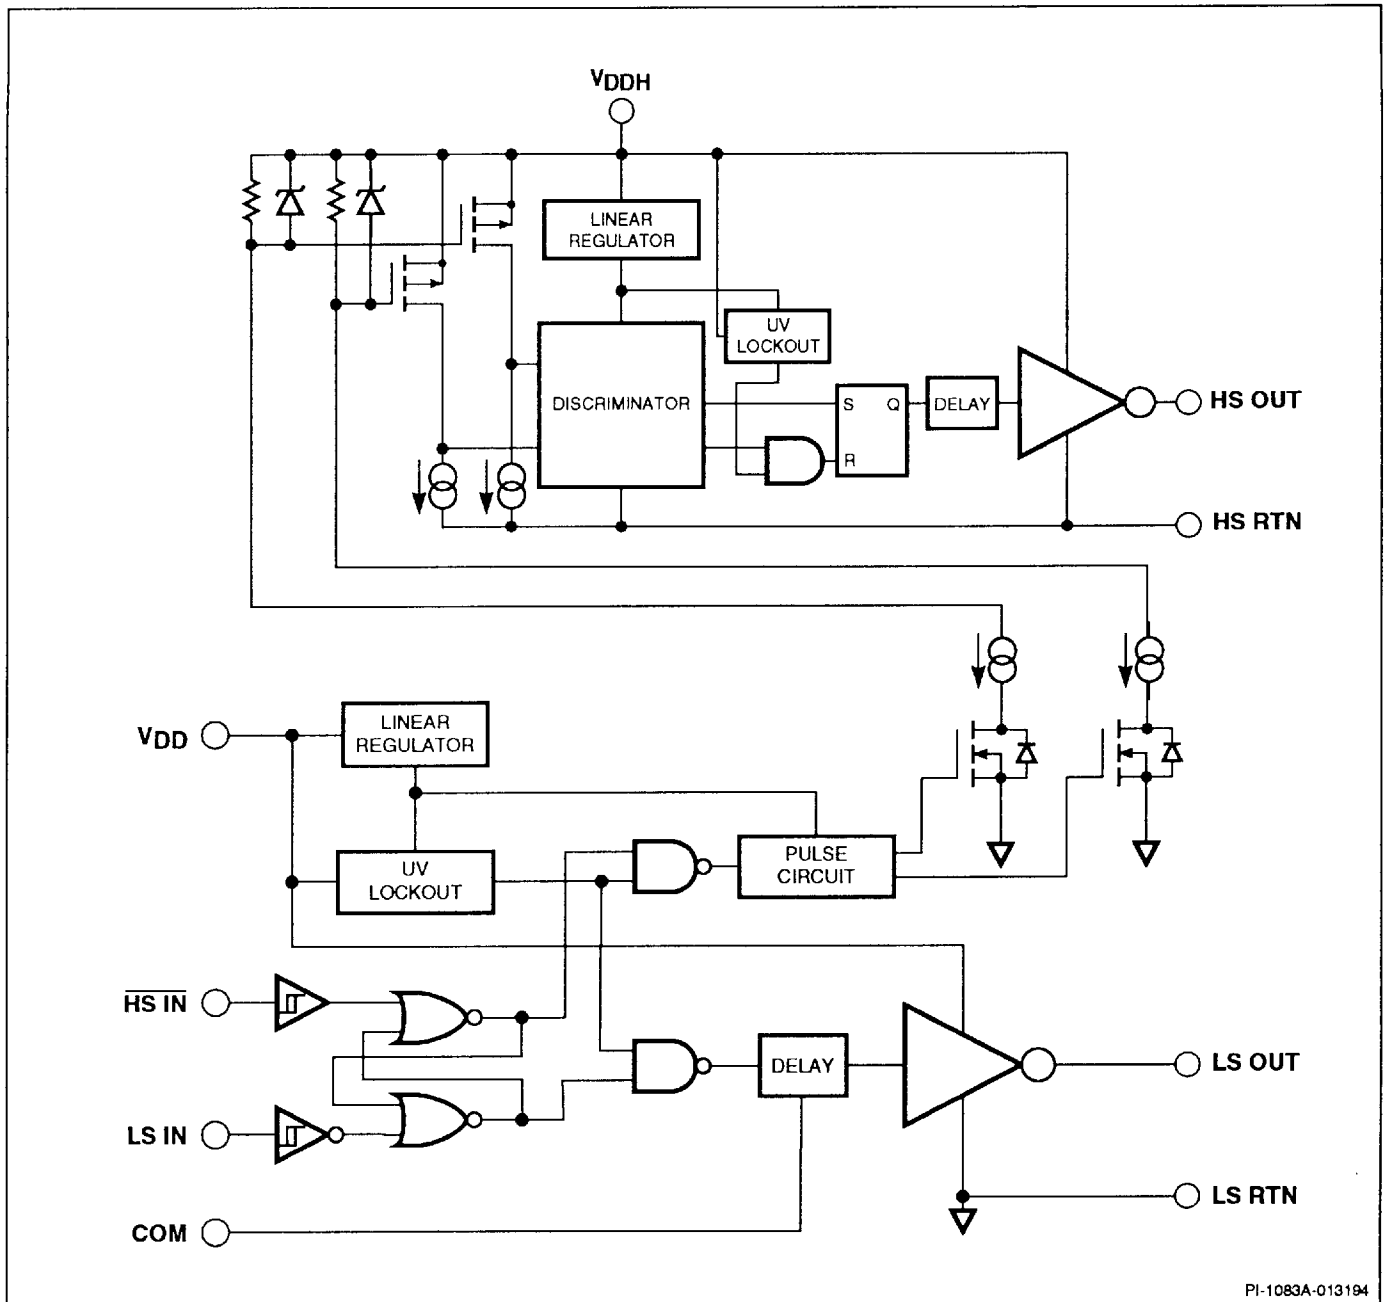 VDDH
LINEAR
REGULATOR
UV
LOCKOUT
DISCRIMINATOR
S Q
R
DELAY
HS OUT
HS RTN
VDD
LINEAR
REGULATOR
UV
LOCKOUT
PULSE
CIRCUIT
HS IN
LS IN
COM
DELAY
LS OUT
LS RTN
PI-1083A-013194